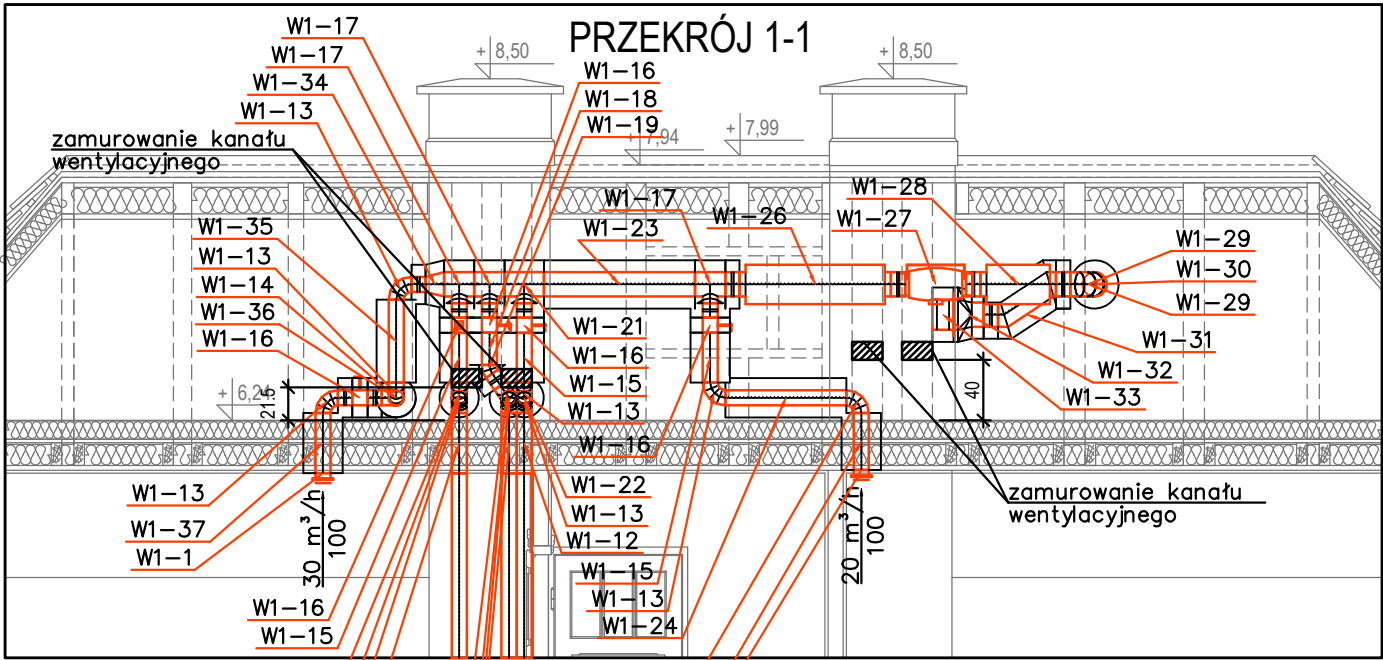 PRZEKRÓJ 1-1
W1-17
W1-17
W1-34
W1-13
zamurowanie kanału
wentylacyjnego
+ 8,50
W1-16
W1-18
W1-19
+ 7,94
+ 7,99
+ 8,50
W1-35
W1-13
W1-14
W1-36
W1-16
W1-17
W1-23
W1-26
W1-28
W1-27
W1-29
W1-30
W1-29
W1-21
W1-16
W1-15
W1-13
W1-16
W1-31
W1-32
W1-33
+ 6,24
21.5
40
W1-13
W1-37
W1-1
30 m³/h
100
W1-22
W1-13
W1-12
W1-15
W1-13
W1-24
20 m³/h
100
zamurowanie kanału
wentylacyjnego
W1-16
W1-15